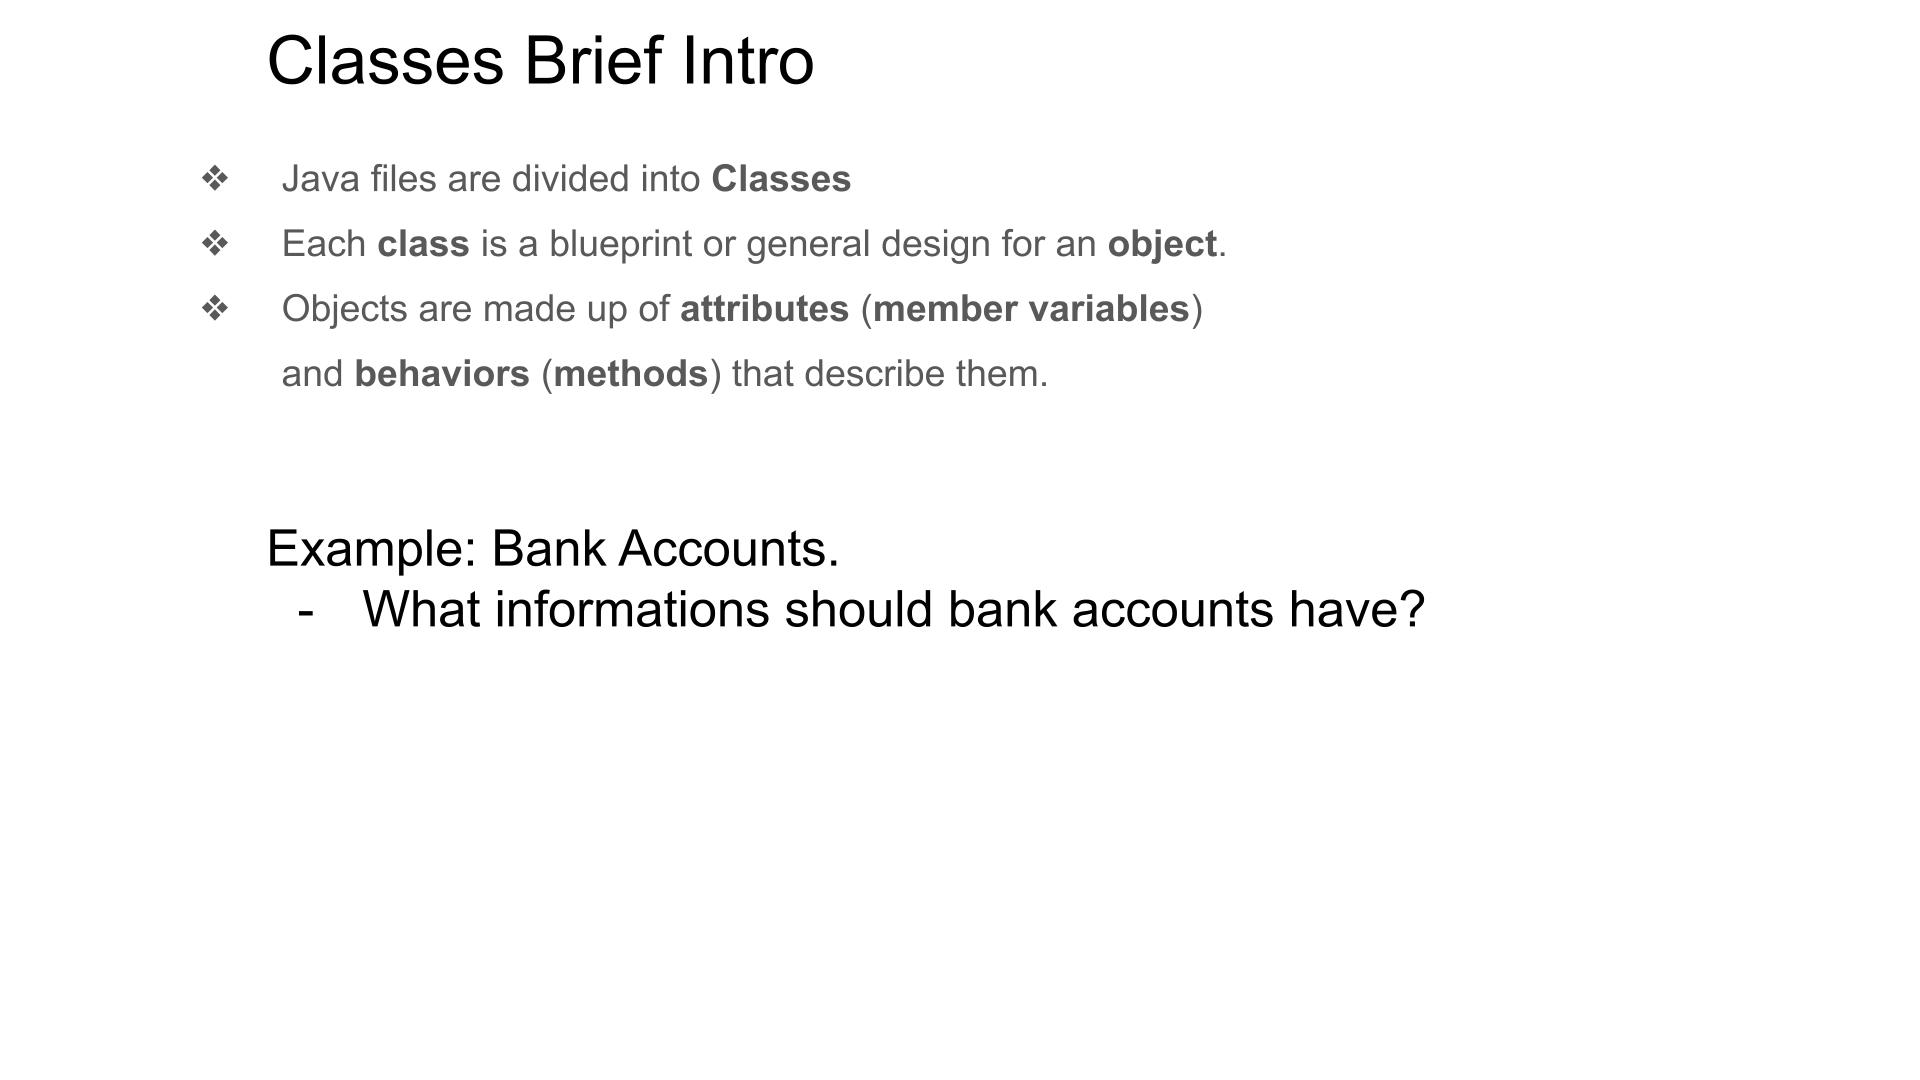 Classes Brief Intro
❖ Java files are divided into Classes
❖ Each class is a blueprint or general design for an object.
❖ Objects are made up of attributes (member variables)
and behaviors (methods) that describe them.
Example: Bank Accounts.
- What informations should bank accounts have?